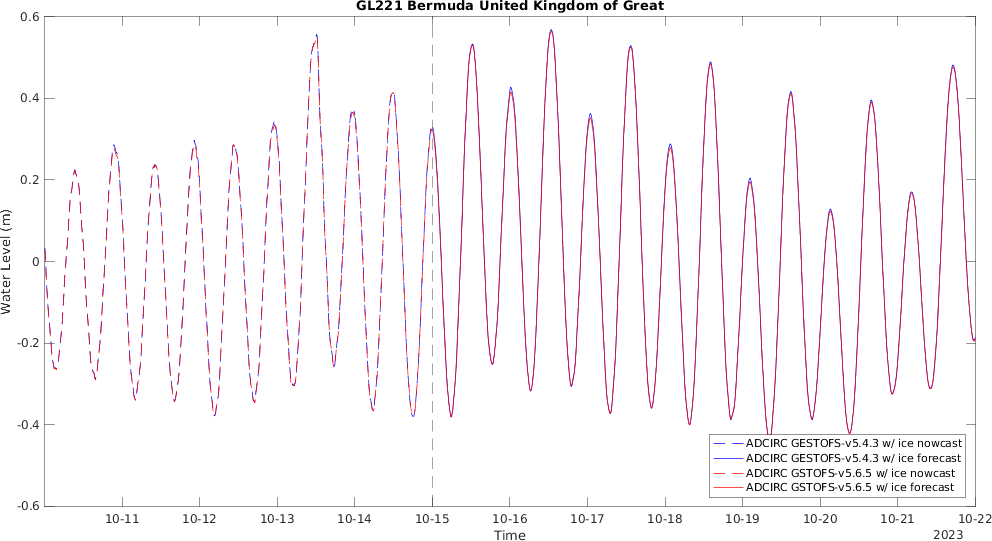 GL221 Bermuda United Kingdom of Great
0.6
0.4
0.2
0
-0.2
-0.4
-0.6
Water Level (m)
ADCIRC GESTOFS-v5.4.3 w/ ice nowcast
ADCIRC GESTOFS-v5.4.3 w/ ice forecast
ADCIRC GSTOFS-v5.6.5 w/ ice nowcast
ADCIRC GSTOFS-v5.6.5 w/ ice forecast
10-11 10-12 10-13 10-14 10-15 10-16 10-17 10-18 10-19 10-20 10-21 10-22
Time
2023